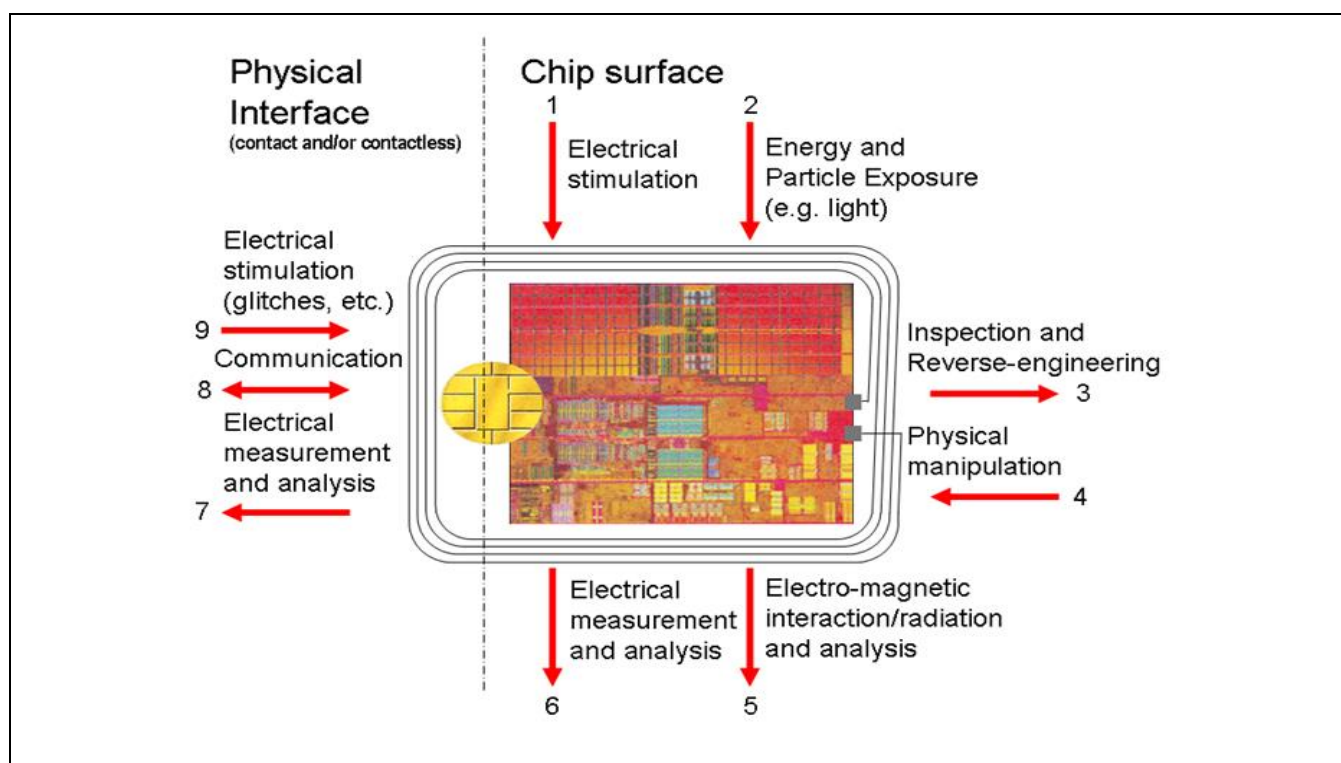 Physical
Interface
(contact and/or contactless)
Chip surface
1
Electrical
stimulation
2
Energy and
Particle Exposure
(e.g. light)
Electrical
stimulation
(glitches, etc.)
9
Communication
8
Electrical
measurement
and analysis
7
Inspection and
Reverse-engineering
3
Physical
manipulation
4
Electrical
measurement
and analysis
6
Electro-magnetic
interaction/radiation
and analysis
5